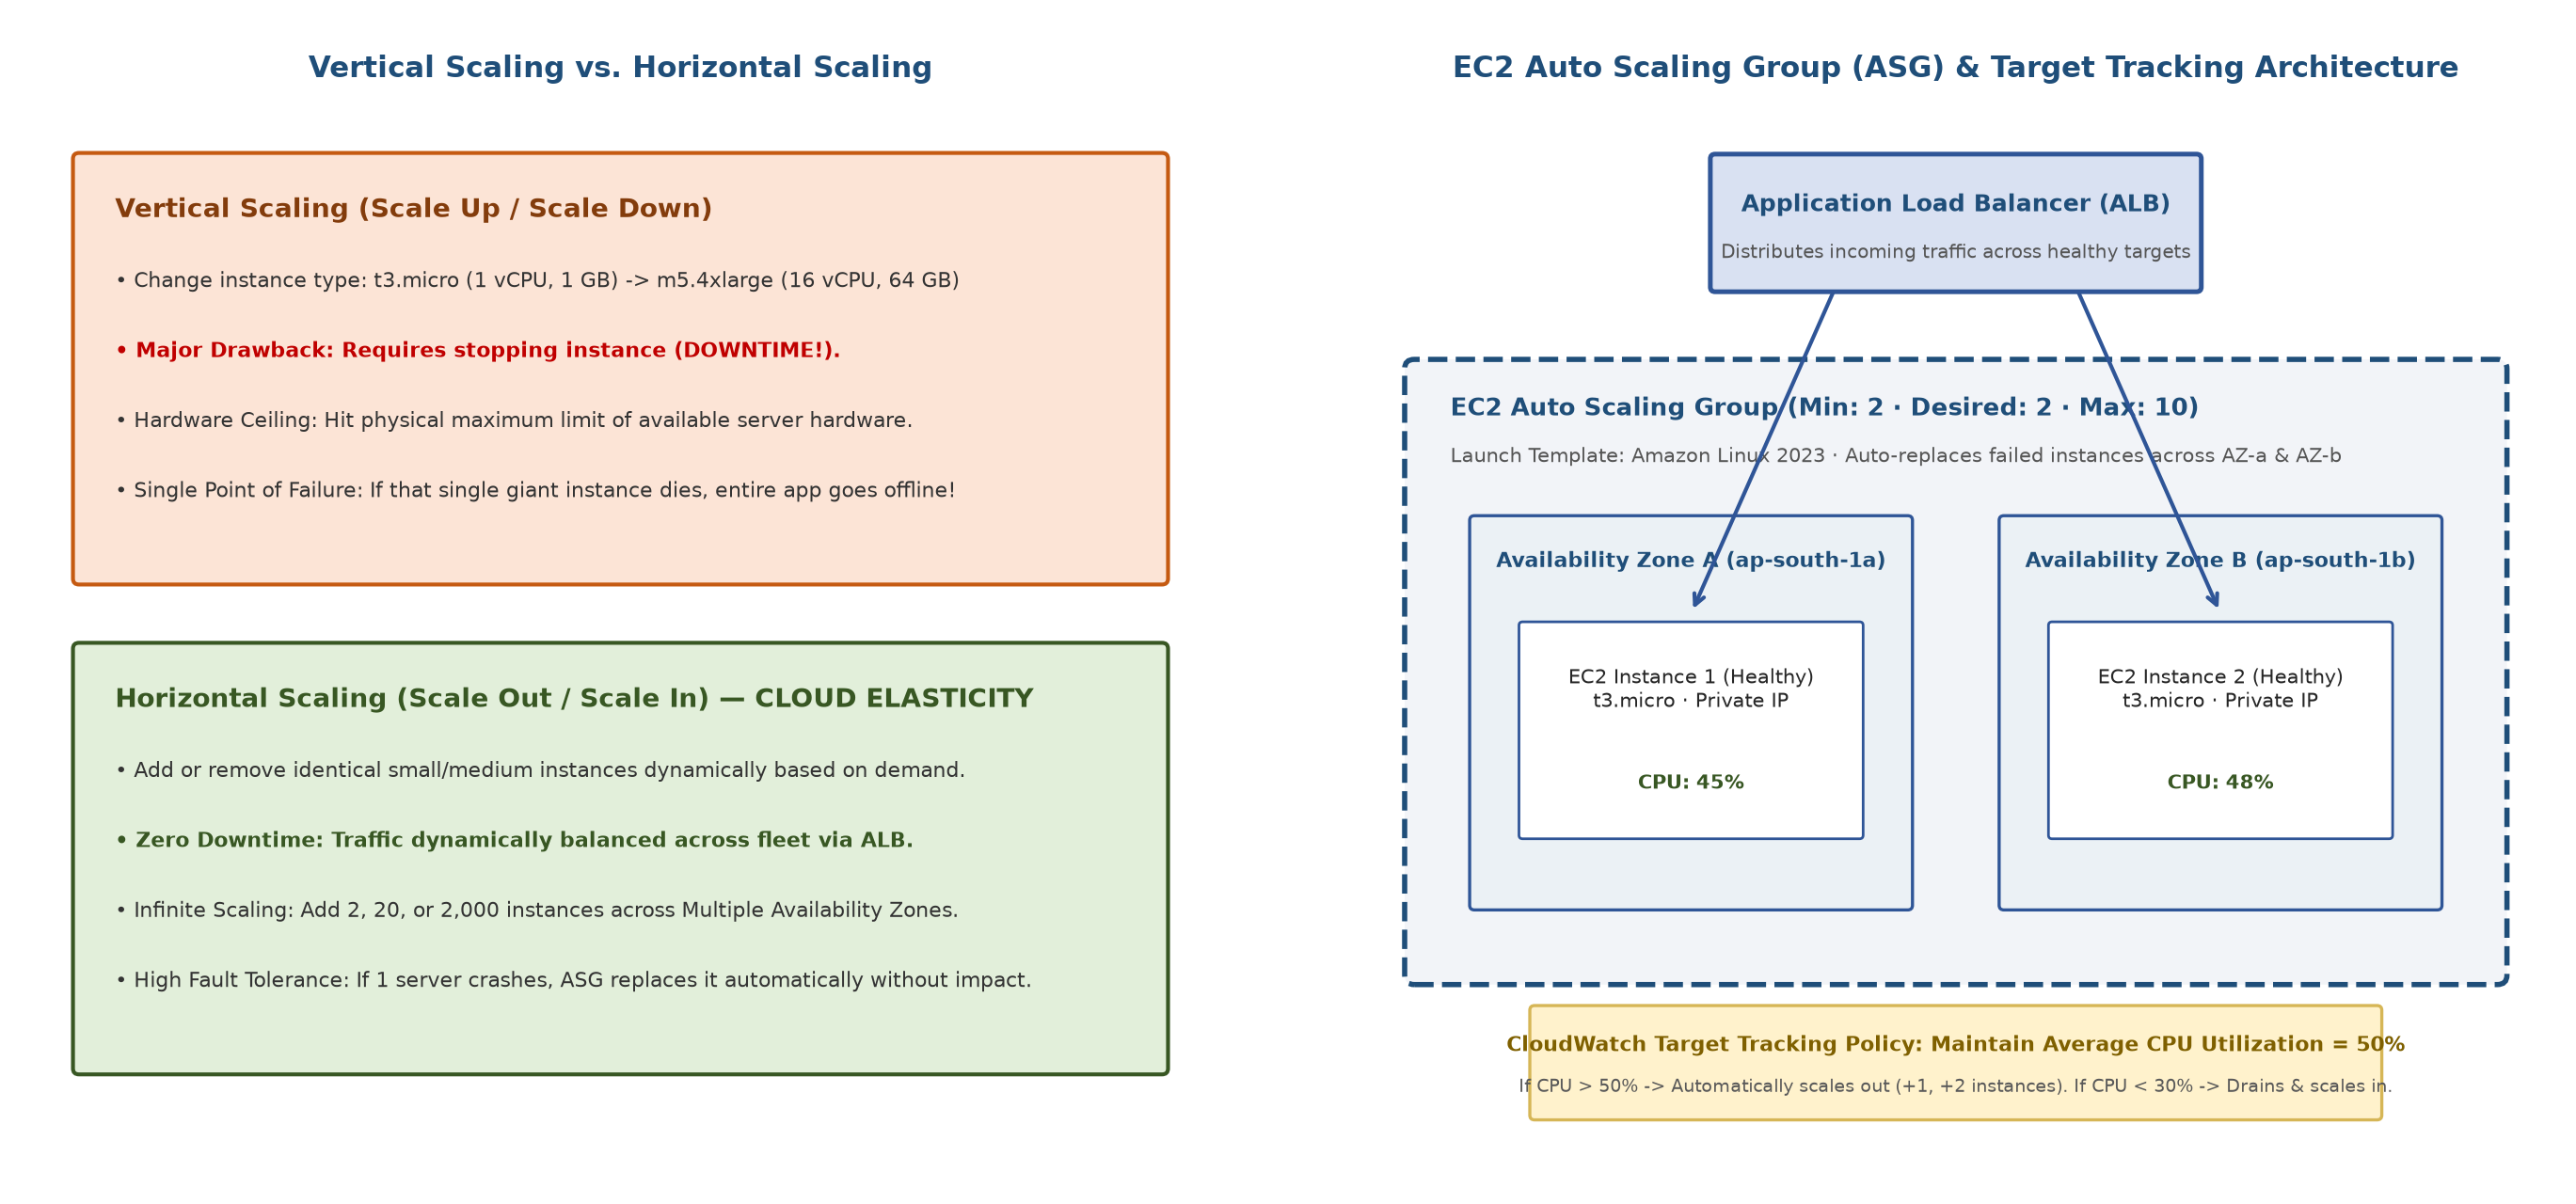 Vertical Scaling vs. Horizontal Scaling
Vertical Scaling (Scale Up / Scale Down)
• Change instance type: t3.micro (1 vCPU, 1 GB) -> m5.4xlarge (16 vCPU, 64 GB)
• Major Drawback: Requires stopping instance (DOWNTIME!).
• Hardware Ceiling: Hit physical maximum limit of available server hardware.
• Single Point of Failure: If that single giant instance dies, entire app goes offline!
Horizontal Scaling (Scale Out / Scale In) — CLOUD ELASTICITY
• Add or remove identical small/medium instances dynamically based on demand.
• Zero Downtime: Traffic dynamically balanced across fleet via ALB.
• Infinite Scaling: Add 2, 20, or 2,000 instances across Multiple Availability Zones.
• High Fault Tolerance: If 1 server crashes, ASG replaces it automatically without impact.
EC2 Auto Scaling Group (ASG) & Target Tracking Architecture
Application Load Balancer (ALB)
Distributes incoming traffic across healthy targets
EC2 Auto Scaling Group (Min: 2 · Desired: 2 · Max: 10)
Launch Template: Amazon Linux 2023 · Auto-replaces failed instances across AZ-a & AZ-b
Availability Zone A (ap-south-1a)
EC2 Instance 1 (Healthy)
t3.micro · Private IP
CPU: 45%
Availability Zone B (ap-south-1b)
EC2 Instance 2 (Healthy)
t3.micro · Private IP
CPU: 48%
CloudWatch Target Tracking Policy: Maintain Average CPU Utilization = 50%
If CPU > 50% -> Automatically scales out (+1, +2 instances). If CPU < 30% -> Drains & scales in.